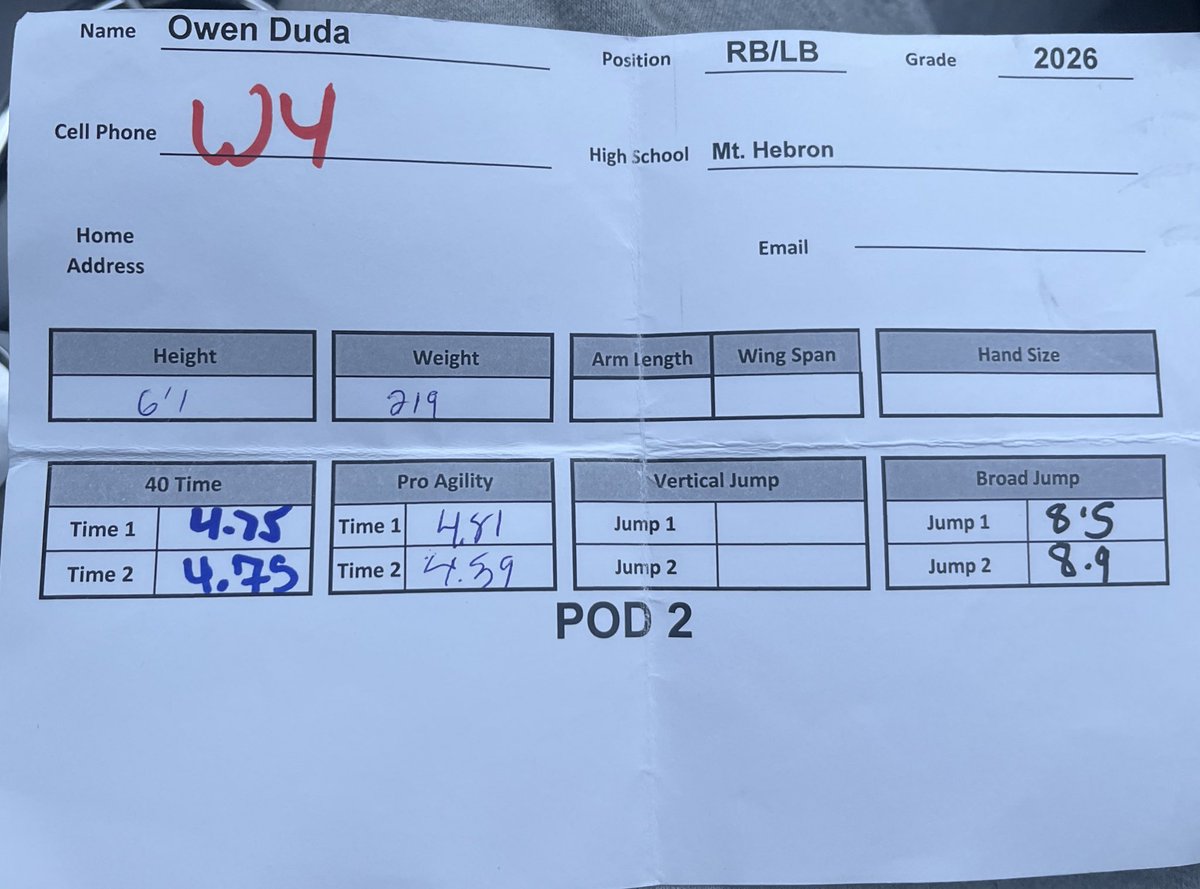 Name Owen Duda Position RB/LB Grade 2026
Cell Phone W4 High School Mt. Hebron
Home Address Email
Height Weight Arm Length Wing Span Hand Size
6'1 219
40 Time Pro Agility Vertical Jump Broad Jump
Time 1 4.75 Time 1 4.81 Jump 1 Jump 1 8'5
Time 2 4.75 Time 2 4.59 Jump 2 Jump 2 8.9
POD 2